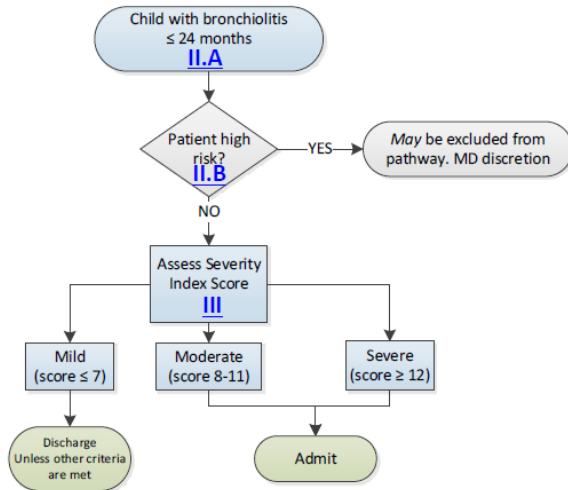 Child with bronchiolitis
≤ 24 months
II.A
Patient high
risk?
II.B
YES
May be excluded from
pathway. MD discretion
NO
Assess Severity
Index Score
III
Mild
(score ≤ 7)
Moderate
(score 8-11)
Severe
(score ≥ 12)
Discharge
Unless other criteria
are met
Admit